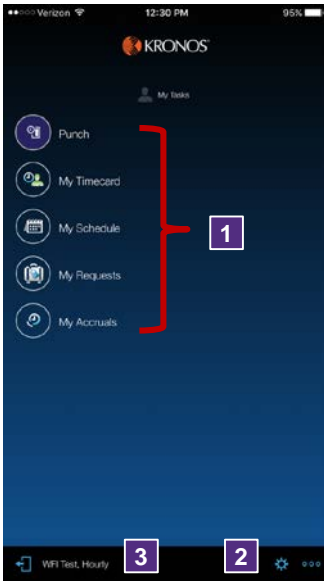 Verizon 12:30 PM 95%
KRONOS
My Tasks
Punch
My Timecard
My Schedule
1
My Requests
My Accruals
WFI Test, Hourly 3 2